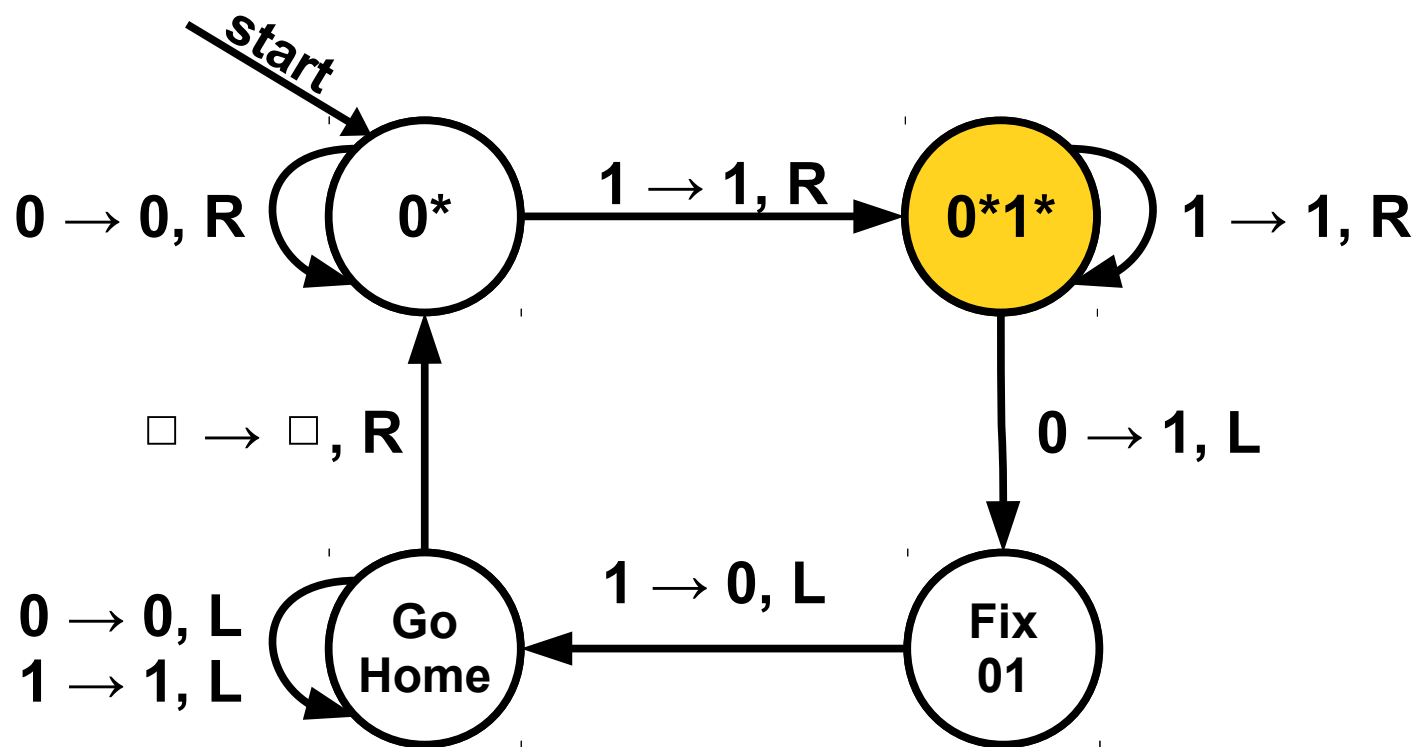 start
0 → 0, R
0*
1 → 1, R
0*1*
1 → 1, R
□ → □, R
0 → 1, L
0 → 0, L
1 → 1, L
Go
Home
1 → 0, L
Fix
01